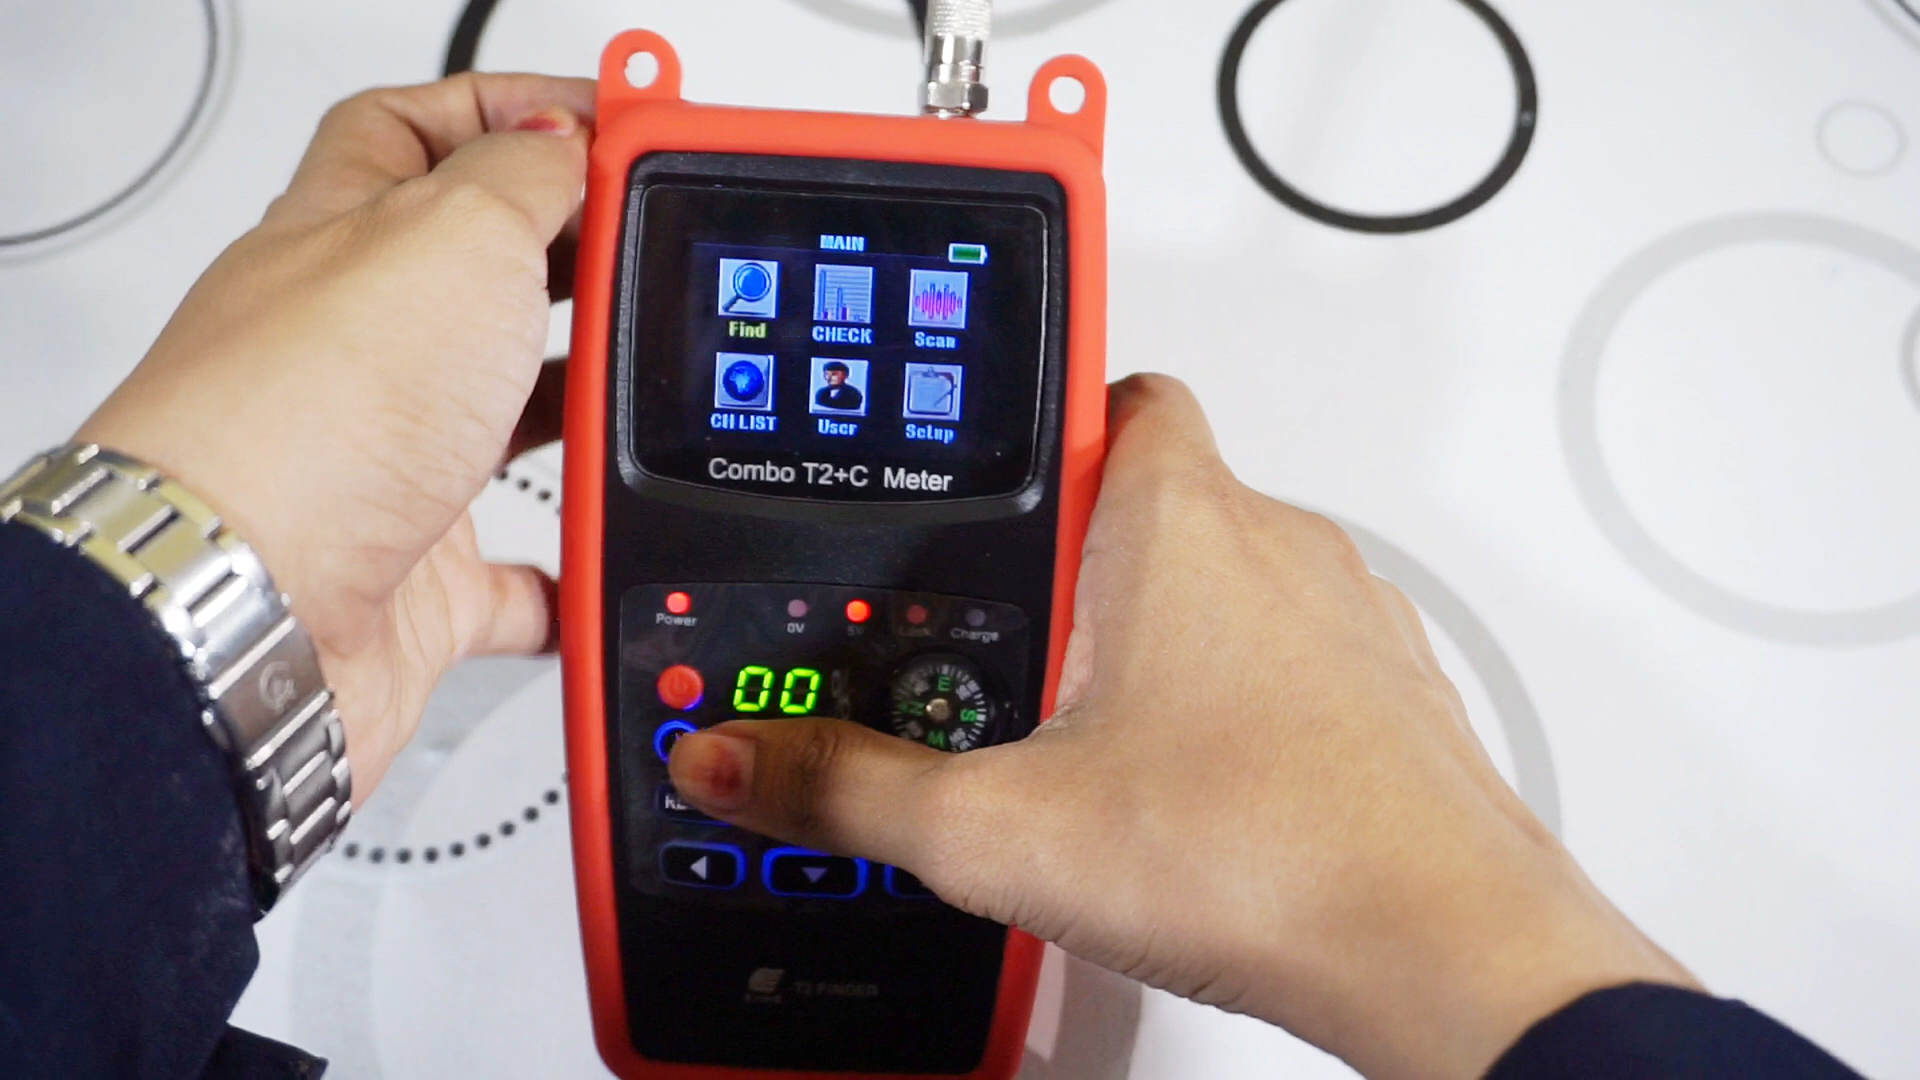 MAIN
Find CHECK Scan
CH LIST User Setup
Combo T2+C Meter
Power 0V 5V Lock Charge
00
E
N S
W
T2 FINDER